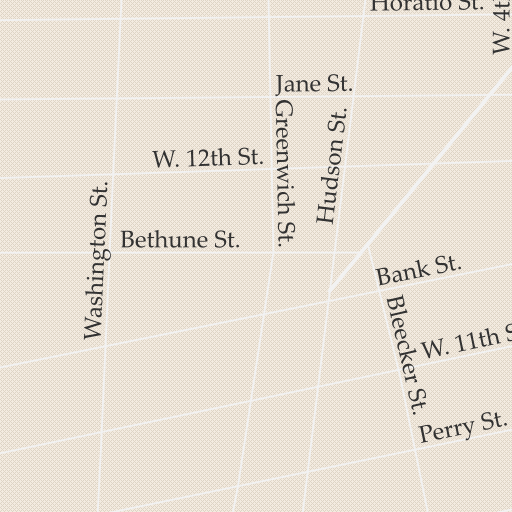 Horatio St.
W. 4t
Jane St.
Greenwich St.
Hudson St.
W. 12th St.
Washington St.
Bethune St.
Bank St.
Bleecker St.
W. 11th S
Perry St.